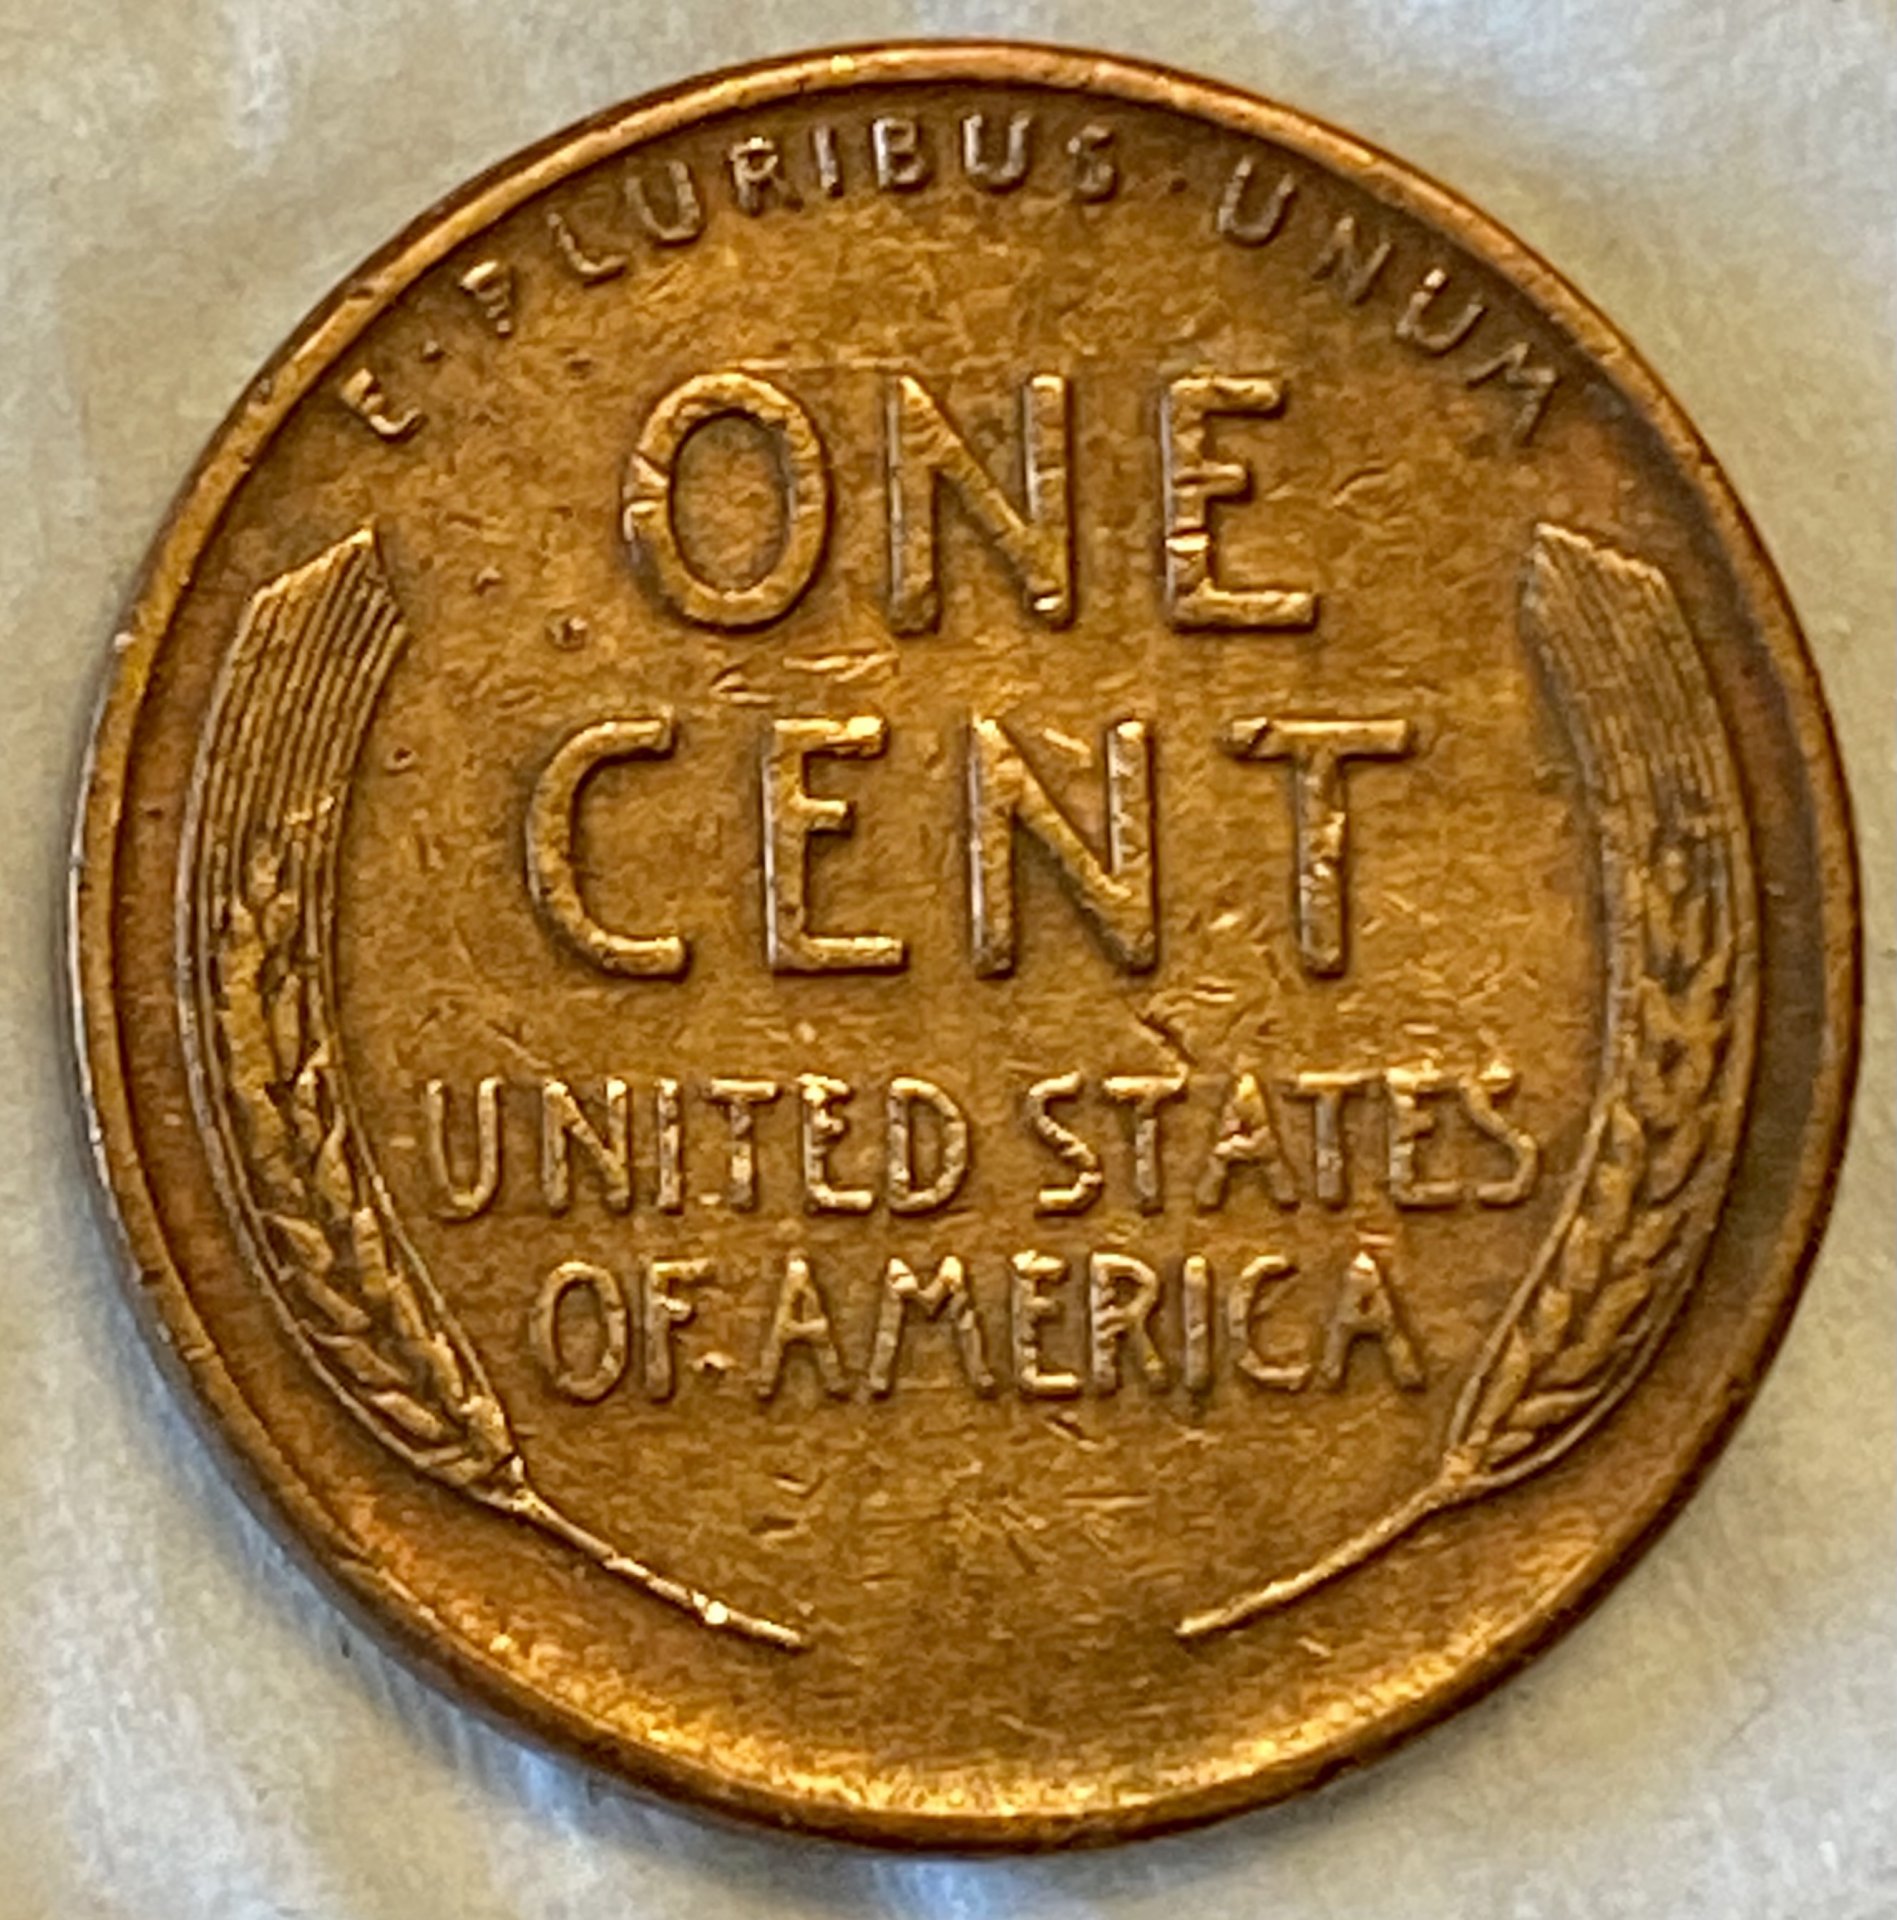 E·PLURIBUS·UNUM
ONE
CENT
UNITED STATES
OF AMERICA